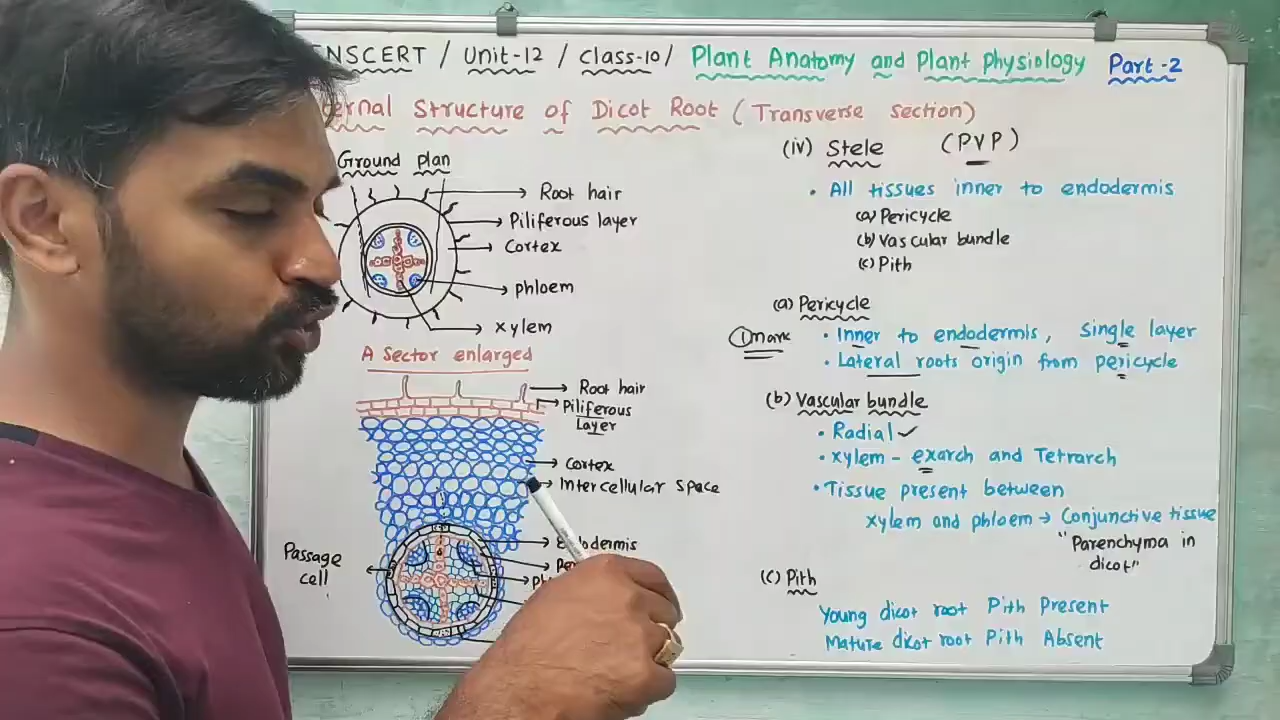 NSCERT / Unit-12 / Class-10 / Plant Anatomy and Plant Physiology Part-2
ernal Structure of Dicot Root (Transverse section)
Ground plan
Root hair
Piliferous layer
Cortex
phloem
xylem
A Sector enlarged
Root hair
Piliferous
Layer
Cortex
Intercellular space
Endodermis
Passage
cell
(iv) Stele (PVP)
• All tissues inner to endodermis
(a) Pericycle
(b) Vascular bundle
(c) Pith
(a) Pericycle
① mark • Inner to endodermis, Single layer
• Lateral roots origin from pericycle
(b) Vascular bundle
• Radial ✓
• xylem - exarch and Tetrarch
• Tissue present between
xylem and phloem → Conjunctive tissue
"Parenchyma in
dicot"
(c) Pith
Young dicot root Pith Present
Mature dicot root Pith Absent